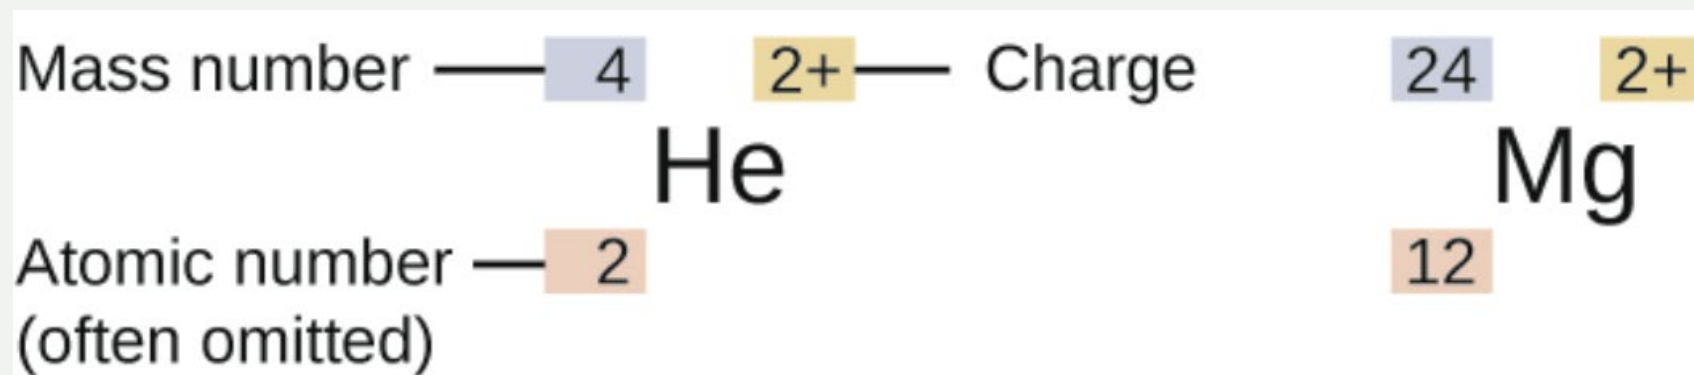 Mass number 4 2+ Charge 24 2+
He Mg
Atomic number 2 12
(often omitted)